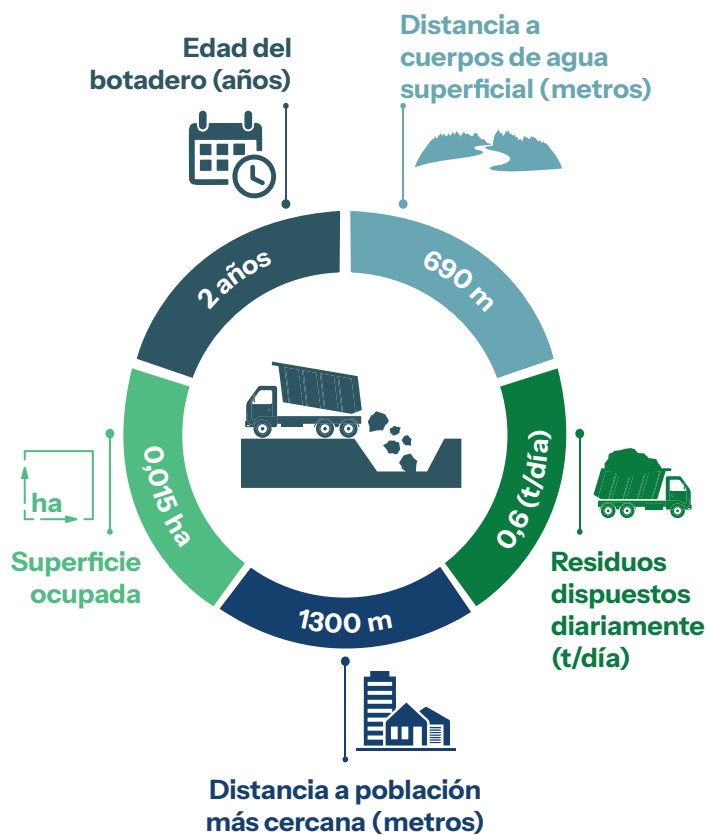 Edad del
botadero (años)
Distancia a
cuerpos de agua
superficial (metros)
2 años
690 m
0,015 ha
0,6 (t/día)
1300 m
ha
Superficie
ocupada
Residuos
dispuestos
diariamente
(t/día)
Distancia a población
más cercana (metros)